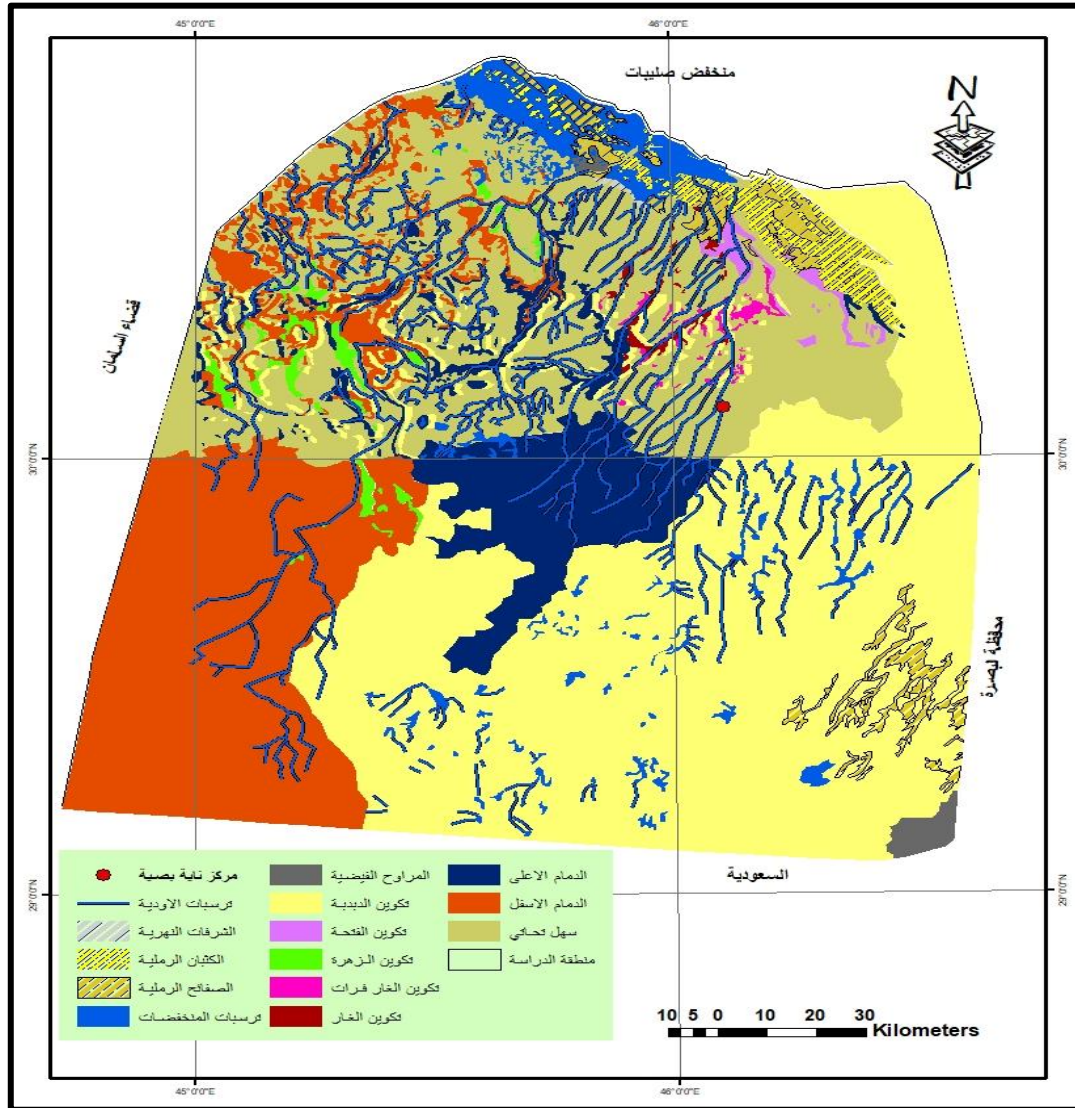 45°0'0"E 46°0'0"E
منخفض صليبات
N
قضاء السلمان
30°0'0"N 30°0'0"N
محافظة البصرة
السعودية
29°0'0"N 29°0'0"N
مركز ناية بصية
ترسبات الاودية
الشرفات النهرية
الكثبان الرملية
الصفائح الرملية
ترسبات المنخفضات
المراوح الفيضية
تكوين الدبدبة
تكوين الفتحة
تكوين الزهرة
تكوين الغار فرات
تكوين الغار
الدمام الاعلى
الدمام الاسفل
سهل تحاتي
منطقة الدراسة
10 5 0 10 20 30
Kilometers
45°0'0"E 46°0'0"E